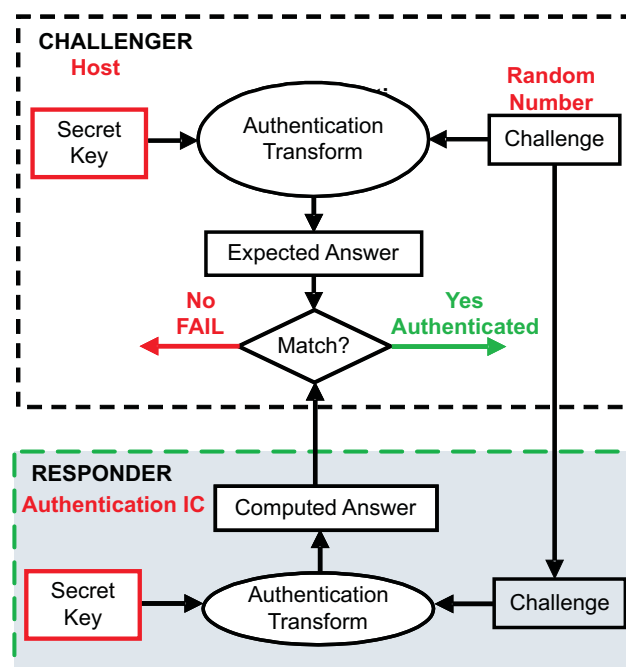 CHALLENGER
Host
Random
Number
Secret
Key
Authentication
Transform
Challenge
Expected Answer
No
FAIL
Yes
Authenticated
Match?
RESPONDER
Authentication IC
Computed Answer
Secret
Key
Authentication
Transform
Challenge